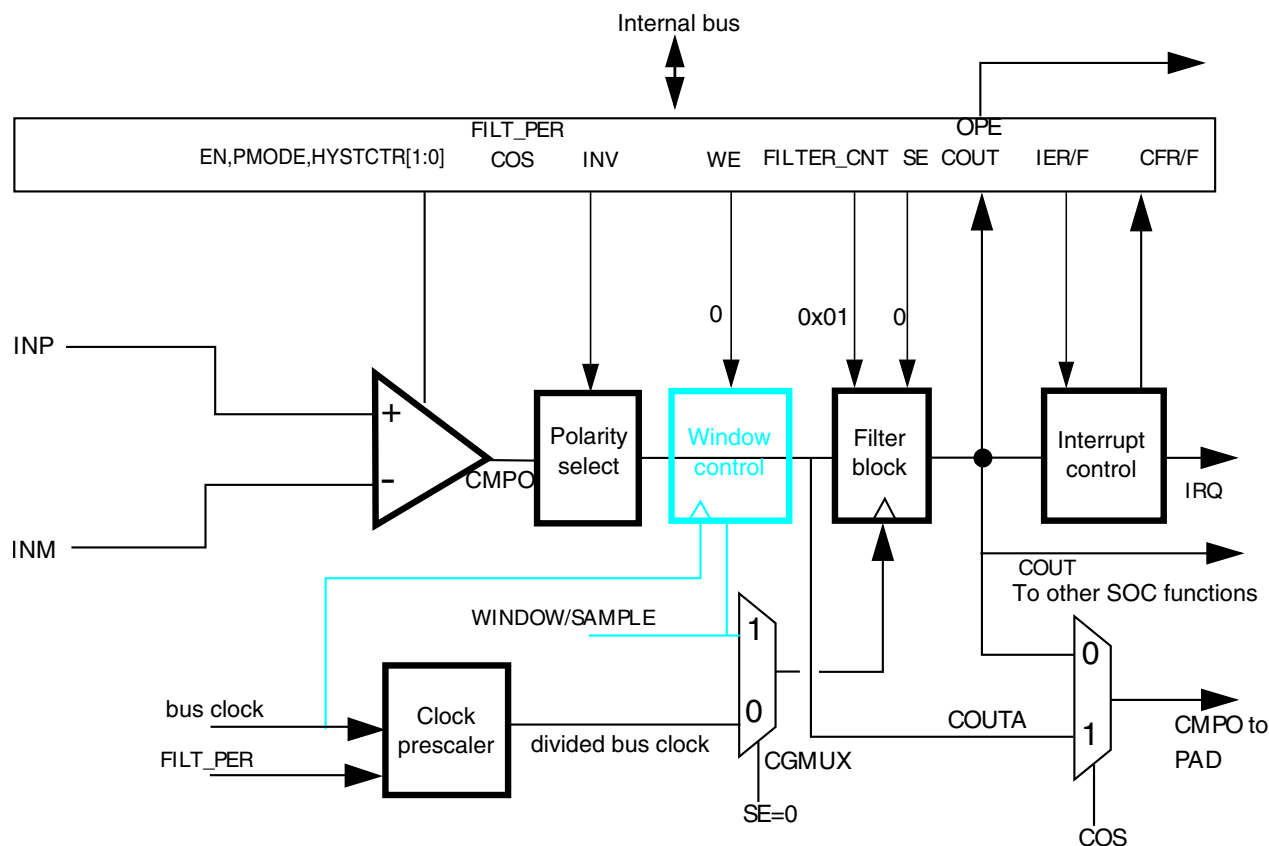 Internal bus
OPE
FILT_PER
EN,PMODE,HYSTCTR[1:0]
COS
INV
WE
FILTER_CNT
SE
COUT
IER/F
CFR/F
0
0x01
0
INP
+
-
INM
CMPO
Polarity
select
Window
control
Filter
block
Interrupt
control
IRQ
COUT
To other SOC functions
WINDOW/SAMPLE
1
0
bus clock
FILT_PER
Clock
prescaler
divided bus clock
CGMUX
SE=0
COUTA
0
1
CMPO to
PAD
COS